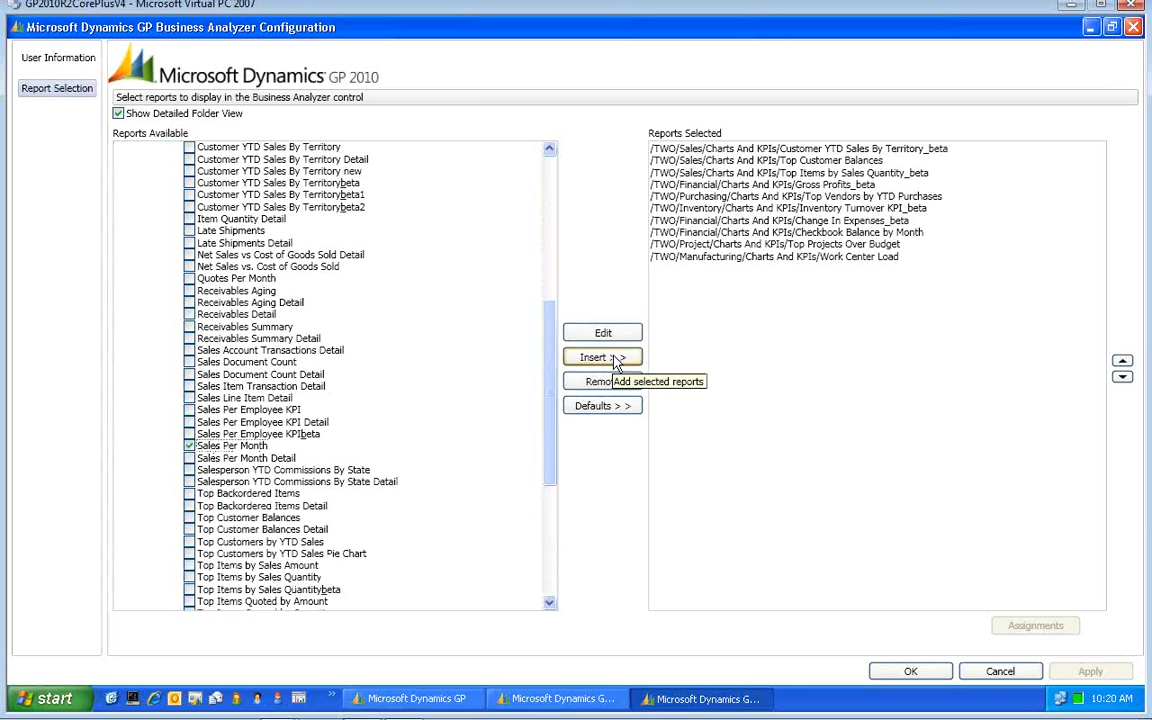 GP2010R2CorePlusV4 - Microsoft Virtual PC 2007
Microsoft Dynamics GP Business Analyzer Configuration
User Information
Report Selection
Microsoft Dynamics GP 2010
Select reports to display in the Business Analyzer control
Show Detailed Folder View
Reports Available
Customer YTD Sales By Territory
Customer YTD Sales By Territory Detail
Customer YTD Sales By Territory new
Customer YTD Sales By Territorybeta
Customer YTD Sales By Territorybeta1
Customer YTD Sales By Territorybeta2
Item Quantity Detail
Late Shipments
Late Shipments Detail
Net Sales vs Cost of Goods Sold Detail
Net Sales vs. Cost of Goods Sold
Quotes Per Month
Receivables Aging
Receivables Aging Detail
Receivables Detail
Receivables Summary
Receivables Summary Detail
Sales Account Transactions Detail
Sales Document Count
Sales Document Count Detail
Sales Item Transaction Detail
Sales Line Item Detail
Sales Per Employee KPI
Sales Per Employee KPI Detail
Sales Per Employee KPIbeta
Sales Per Month
Sales Per Month Detail
Salesperson YTD Commissions By State
Salesperson YTD Commissions By State Datail
Top Backordered Items
Top Backordered Items Detail
Top Customer Balances
Top Customer Balances Detail
Top Customers by YTD Sales
Top Customers by YTD Sales Pie Chart
Top Items by Sales Amount
Top Items by Sales Quantity
Top Items by Sales Quantitybeta
Top Items Quoted by Amount
Edit
Insert > >
Remo
Add selected reports
Defaults > >
Reports Selected
/TWO/Sales/Charts And KPIs/Customer YTD Sales By Territory_beta
/TWO/Sales/Charts And KPIs/Top Customer Balances
/TWO/Sales/Charts And KPIs/Top Items by Sales Quantity_beta
/TWO/Financial/Charts And KPIs/Gross Profits_beta
/TWO/Purchasing/Charts And KPIs/Top Vendors by YTD Purchases
/TWO/Inventory/Charts And KPIs/Inventory Turnover KPI_beta
/TWO/Financial/Charts And KPIs/Change In Expenses_beta
/TWO/Financial/Charts And KPIs/Checkbook Balance by Month
/TWO/Project/Charts And KPIs/Top Projects Over Budget
/TWO/Manufacturing/Charts And KPIs/Work Center Load
Assignments
OK
Cancel
Apply
start
Microsoft Dynamics GP
Microsoft Dynamics G...
Microsoft Dynamics G...
10:20 AM